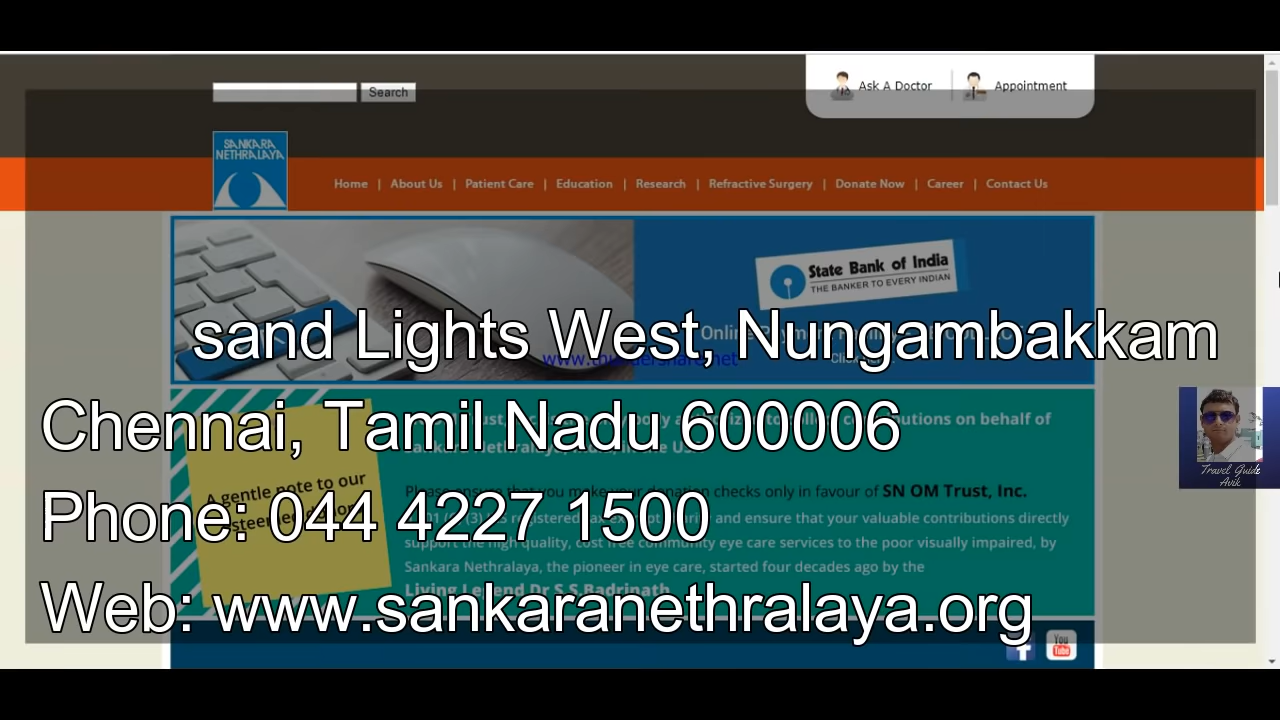 Ask A Doctor
Appointment
Search
SANKARA
NETHRALAYA
Home | About Us | Patient Care | Education | Research | Refractive Surgery | Donate Now | Career | Contact Us
State Bank of India
THE BANKER TO EVERY INDIAN
sand Lights West, Nungambakkam
Chennai, Tamil Nadu 600006
on behalf of
A gentle note to our
Please ensure that you make your donation checks only in favour of SN OM Trust, Inc.
Phone: 044 4227 1500
and ensure that your valuable contributions directly
support the high quality, cost free community eye care services to the poor visually impaired, by
Sankara Nethralaya, the pioneer in eye care, started four decades ago by the
Living Legend Dr S.S.Badrinath
Web: www.sankaranethralaya.org
You
Tube
Travel Guide
Avik